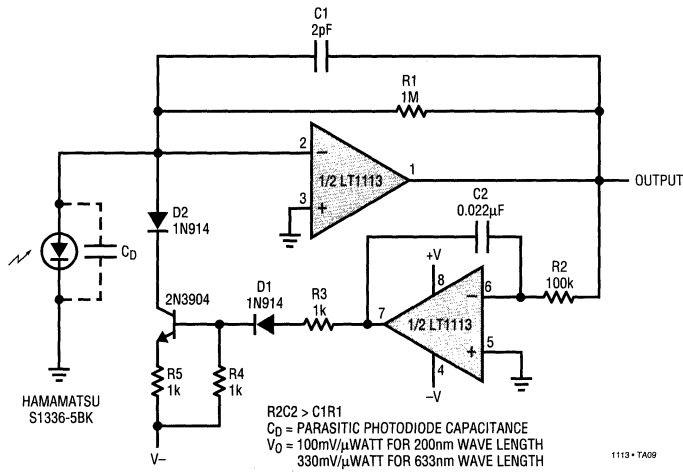 C1
2pF
R1
1M
2
−
1/2 LT1113
3
+
1
OUTPUT
D2
1N914
C2
0.022µF
CD
+V
8
6
−
R2
100k
D1
1N914
R3
1k
2N3904
7
1/2 LT1113
5
+
4
−V
R5
1k
R4
1k
HAMAMATSU
S1336-5BK
V−
R2C2 > C1R1
CD = PARASITIC PHOTODIODE CAPACITANCE
VO = 100mV/µWATT FOR 200nm WAVE LENGTH
330mV/µWATT FOR 633nm WAVE LENGTH
1113 • TA09